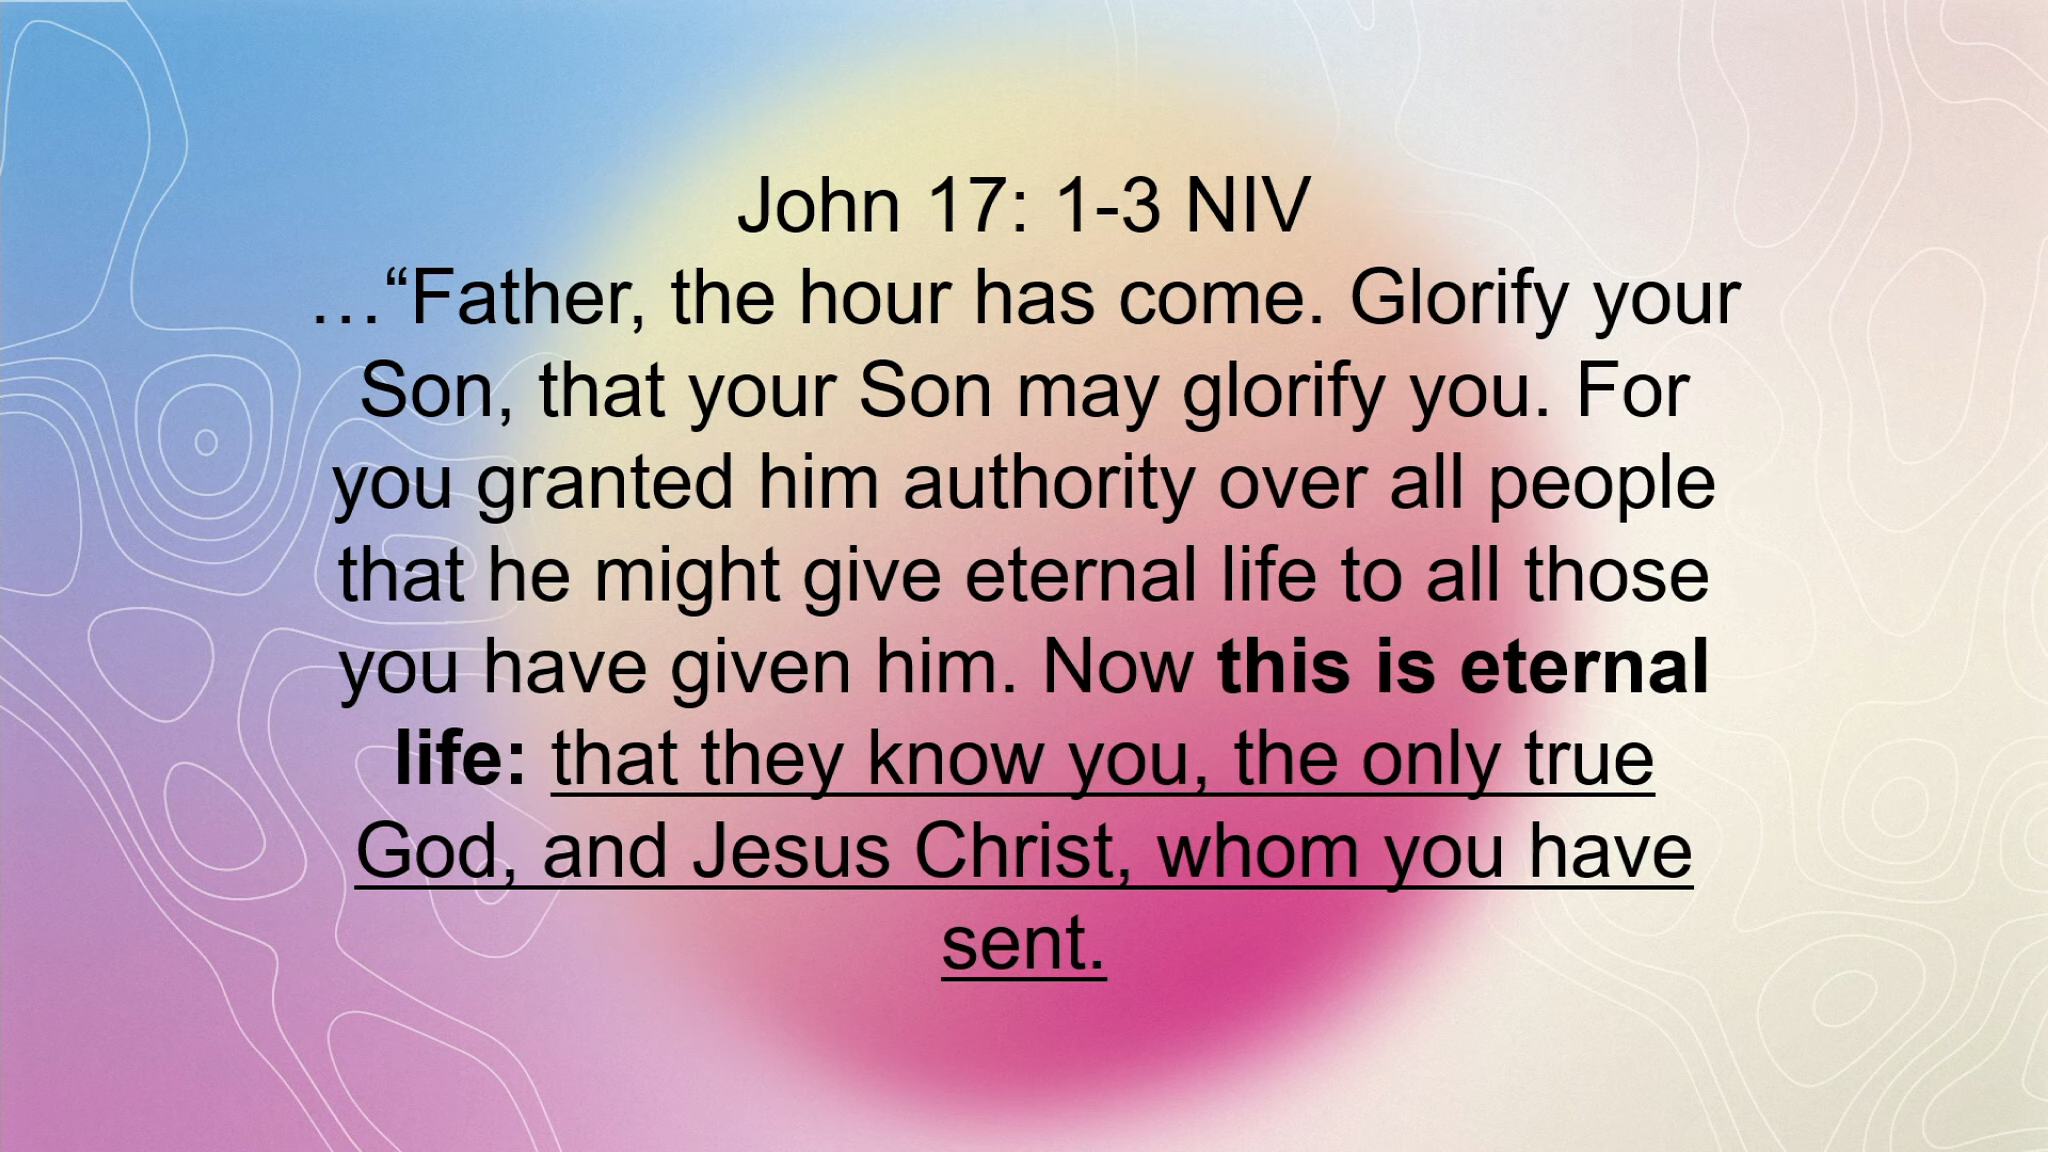 John 17: 1-3 NIV
…“Father, the hour has come. Glorify your
Son, that your Son may glorify you. For
you granted him authority over all people
that he might give eternal life to all those
you have given him. Now this is eternal
life: that they know you, the only true
God, and Jesus Christ, whom you have
sent.